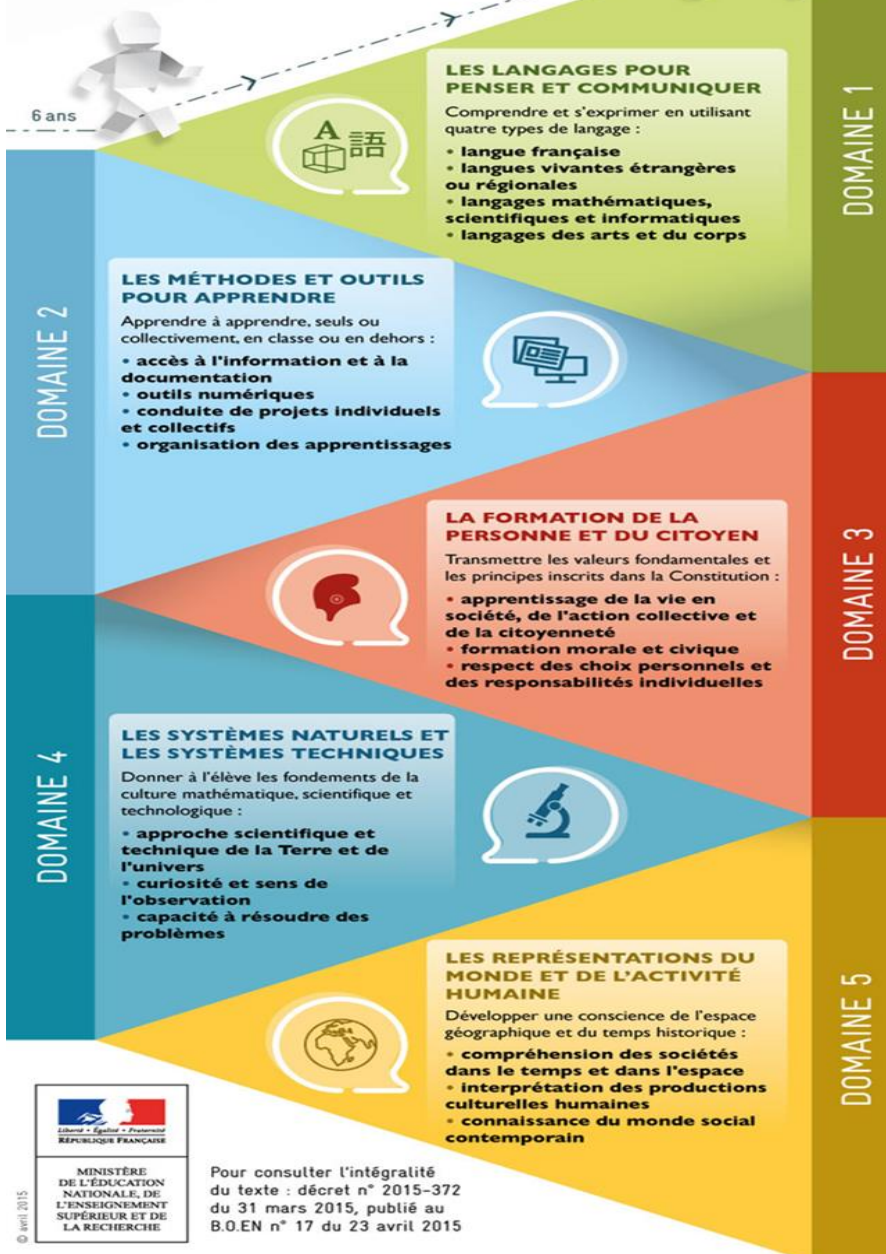 6 ans
LES LANGAGES POUR
PENSER ET COMMUNIQUER
Comprendre et s'exprimer en utilisant
quatre types de langage :
• langue française
• langues vivantes étrangères
ou régionales
• langages mathématiques,
scientifiques et informatiques
• langages des arts et du corps
A 語
DOMAINE 1
LES MÉTHODES ET OUTILS
POUR APPRENDRE
Apprendre à apprendre, seuls ou
collectivement, en classe ou en dehors :
• accès à l'information et à la
documentation
• outils numériques
• conduite de projets individuels
et collectifs
• organisation des apprentissages
DOMAINE 2
LA FORMATION DE LA
PERSONNE ET DU CITOYEN
Transmettre les valeurs fondamentales et
les principes inscrits dans la Constitution :
• apprentissage de la vie en
société, de l'action collective et
de la citoyenneté
• formation morale et civique
• respect des choix personnels et
des responsabilités individuelles
DOMAINE 3
LES SYSTÈMES NATURELS ET
LES SYSTÈMES TECHNIQUES
Donner à l'élève les fondements de la
culture mathématique, scientifique et
technologique :
• approche scientifique et
technique de la Terre et de
l'univers
• curiosité et sens de
l'observation
• capacité à résoudre des
problèmes
DOMAINE 4
LES REPRÉSENTATIONS DU
MONDE ET DE L'ACTIVITÉ
HUMAINE
Développer une conscience de l'espace
géographique et du temps historique :
• compréhension des sociétés
dans le temps et dans l'espace
• interprétation des productions
culturelles humaines
• connaissance du monde social
contemporain
DOMAINE 5
Liberté • Égalité • Fraternité
RÉPUBLIQUE FRANÇAISE
MINISTÈRE
DE L'ÉDUCATION
NATIONALE, DE
L'ENSEIGNEMENT
SUPÉRIEUR ET DE
LA RECHERCHE
© avril 2015
Pour consulter l'intégralité
du texte : décret n° 2015-372
du 31 mars 2015, publié au
B.O.EN n° 17 du 23 avril 2015